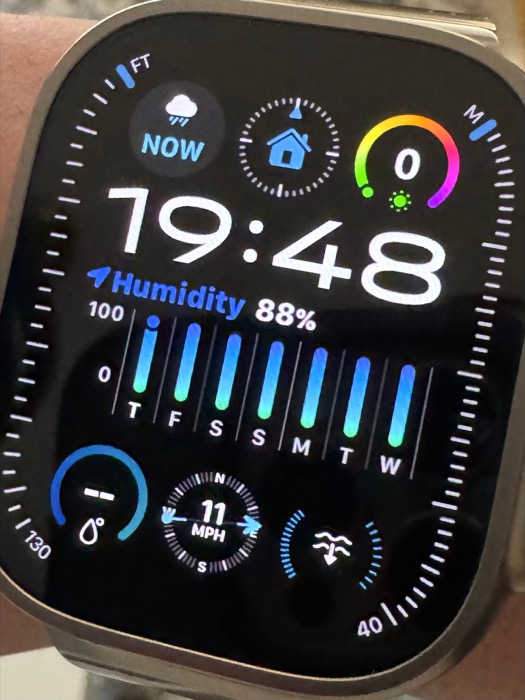 FT
M
NOW
0
19:48
Humidity 88%
100
0
T F S S M T W
--
N
W 11 E
MPH
S
130
40